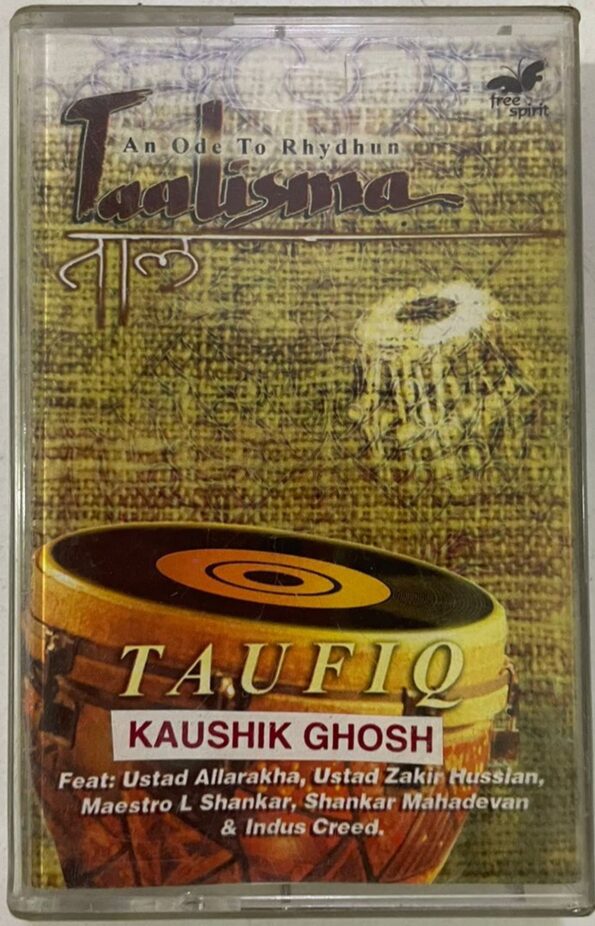 free
spirit
An Ode To Rhydhun
Taalisma
ताल
TAUFIQ
KAUSHIK GHOSH
Feat: Ustad Allarakha, Ustad Zakir Hussian,
Maestro L Shankar, Shankar Mahadevan
& Indus Creed.